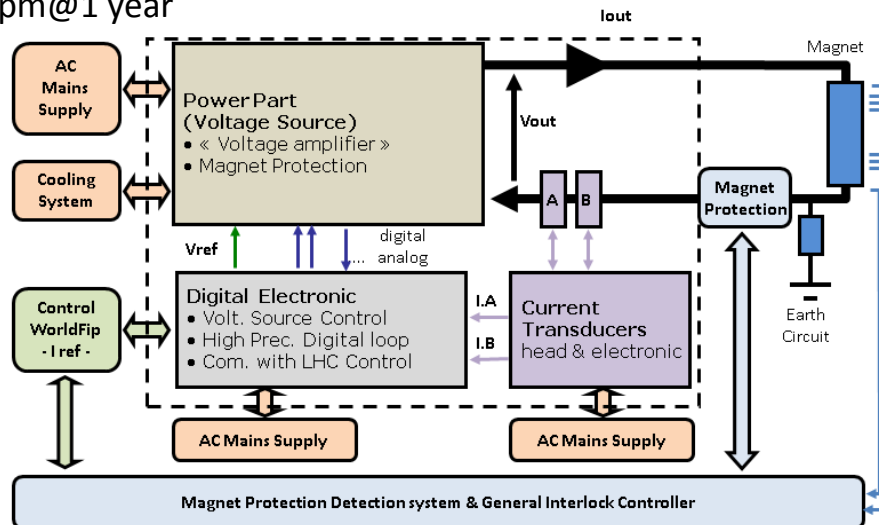 pm@1 year
Iout
Magnet
AC
Mains
Supply
Power Part
(Voltage Source)
• « Voltage amplifier »
• Magnet Protection
Vout
Cooling
System
A
B
Magnet
Protection
Vref
digital
... analog
Control
WorldFip
- I ref -
Digital Electronic
• Volt. Source Control
• High Prec. Digital loop
• Com. with LHC Control
I.A
I.B
Current
Transducers
head & electronic
Earth
Circuit
AC Mains Supply
AC Mains Supply
Magnet Protection Detection system & General Interlock Controller